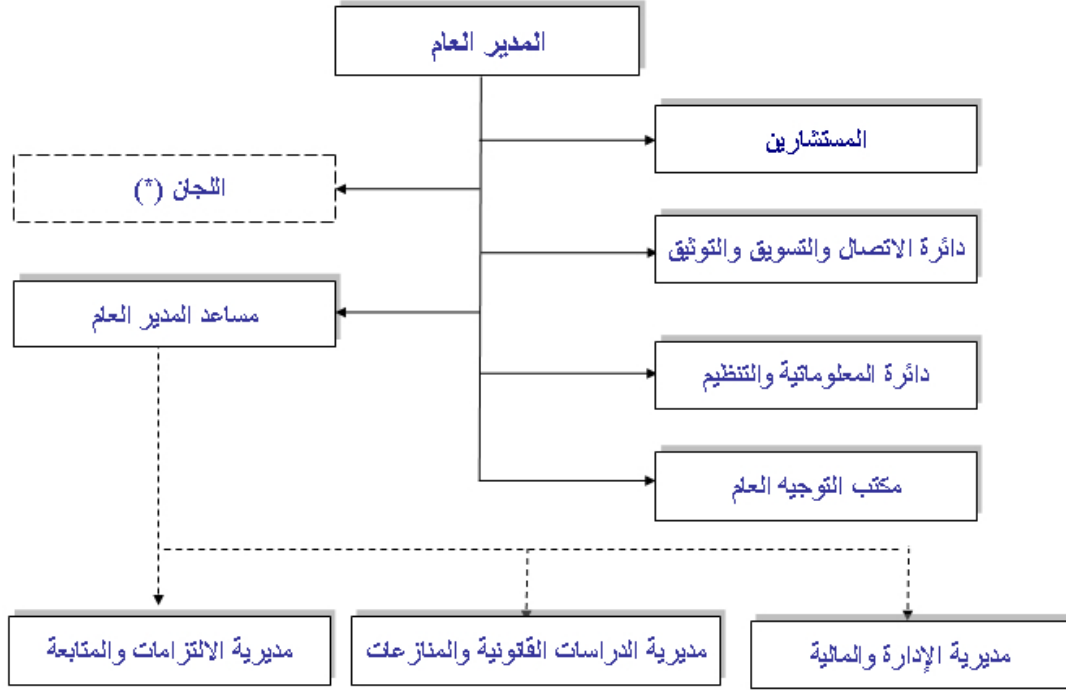 المدير العام
المستشارين
اللجان (*)
دائرة الاتصال والتسويق والتوثيق
مساعد المدير العام
دائرة المعلوماتية والتنظيم
مكتب التوجيه العام
مديرية الإدارة والمالية
مديرية الدراسات القانونية والمنازعات
مديرية الالتزامات والمتابعة